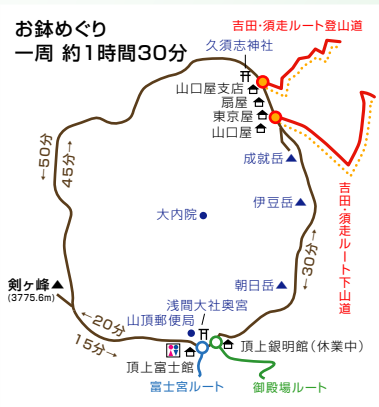 お鉢めぐり
一周 約1時間30分
吉田・須走ルート登山道
久須志神社
山口屋支店
扇屋
東京屋
山口屋
成就岳
伊豆岳
大内院
←50分
45分→
吉田・須走ルート下山道
←30分→
朝日岳
剣ヶ峰
(3775.6m)
←20分
15分→
浅間大社奥宮
山頂郵便局
頂上富士館
頂上銀明館(休業中)
富士宮ルート
御殿場ルート